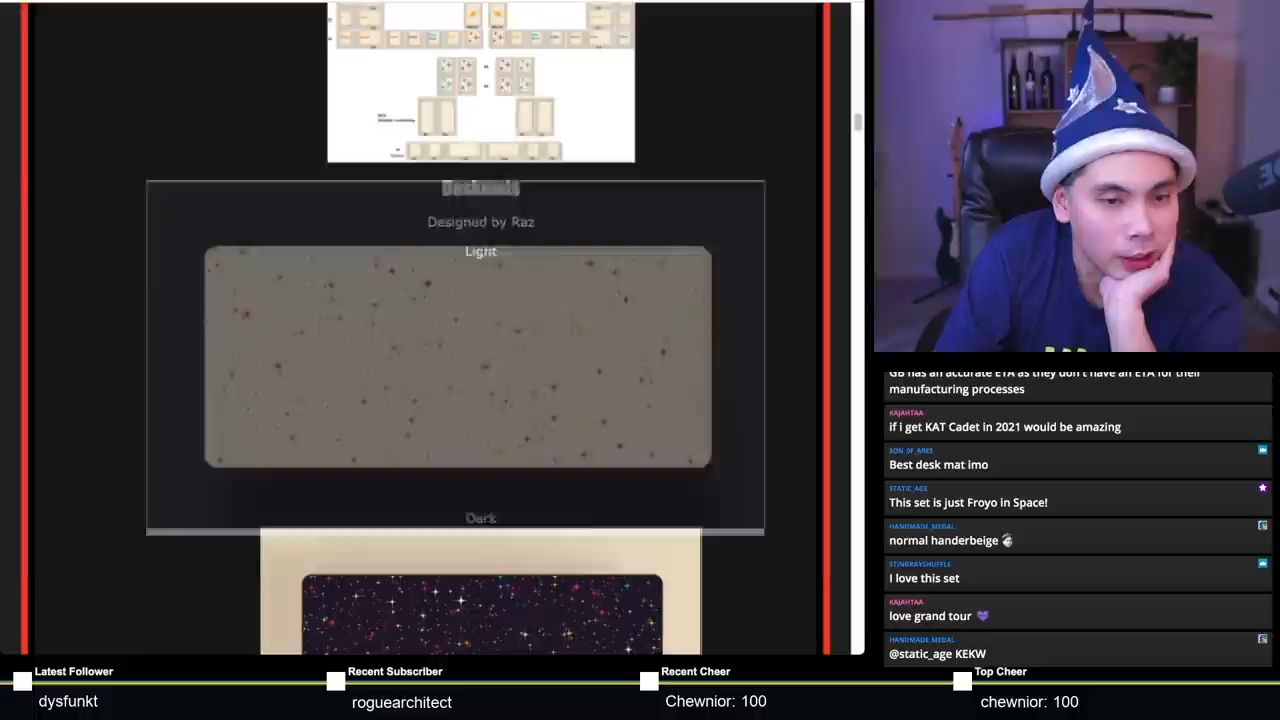 Designed by Raz
Light
Dark
GB has an accurate ETA as they don't have an ETA for their
manufacturing processes
KAJAHTAA
if i get KAT Cadet in 2021 would be amazing
SON_OF_ARES
Best desk mat imo
STATIC_AGE
This set is just Froyo in Space!
HANDMADE_MEDAL
normal handerbeige
STINGRAYSHUFFLE
I love this set
KAJAHTAA
love grand tour
HANDMADE_MEDAL
@static_age KEKW
Latest Follower
dysfunkt
Recent Subscriber
roguearchitect
Recent Cheer
Chewnior: 100
Top Cheer
chewnior: 100